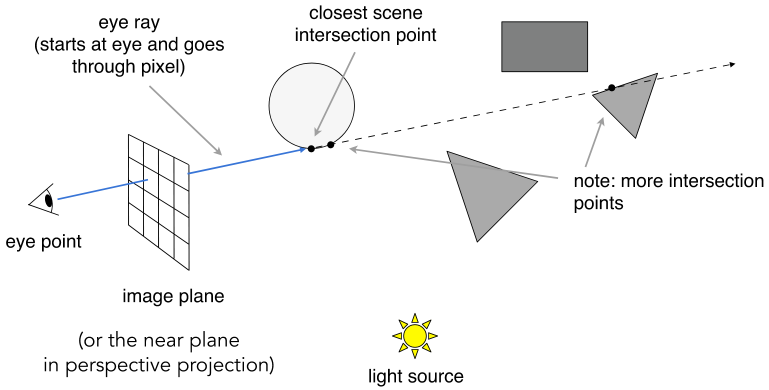 eye ray
(starts at eye and goes
through pixel)
closest scene
intersection point
note: more intersection
points
eye point
image plane
(or the near plane
in perspective projection)
light source